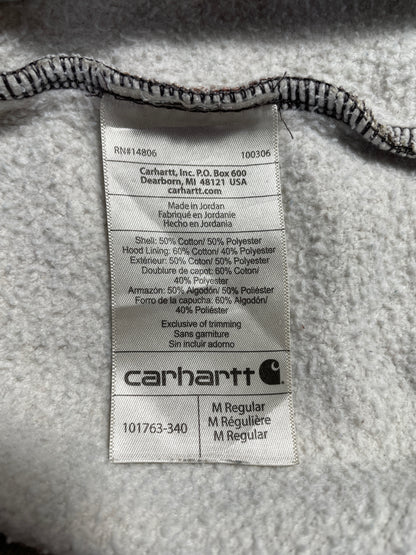 RN#14806 100306
Carhartt, Inc. P.O. Box 600
Dearborn, MI 48121 USA
carhartt.com
Made in Jordan
Fabriqué en Jordanie
Hecho en Jordania
Shell: 50% Cotton/ 50% Polyester
Hood Lining: 60% Cotton/ 40% Polyester
Extérieur: 50% Coton/ 50% Polyester
Doublure de capot: 60% Coton/
40% Polyester
Armazón: 50% Algodón/ 50% Poliéster
Forro de la capucha: 60% Algodón/
40% Poliéster
Exclusive of trimming
Sans garniture
Sin incluir adorno
carhartt
101763-340
M Regular
M Régulière
M Regular